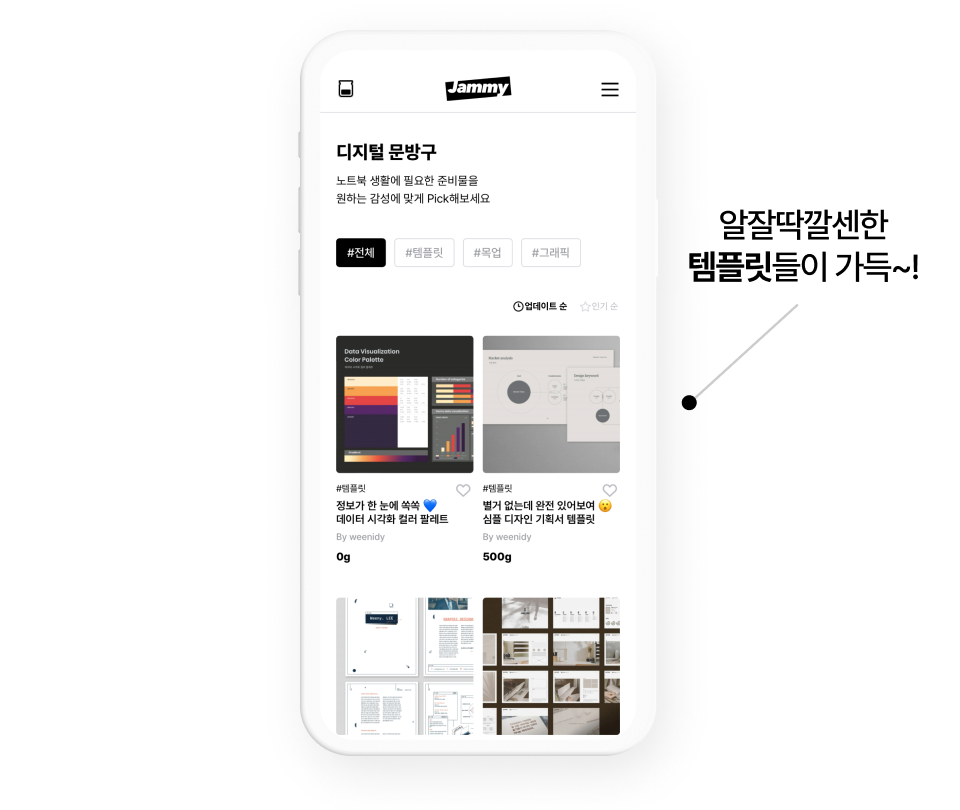 Jammy
디지털 문방구
노트북 생활에 필요한 준비물을
원하는 감성에 맞게 Pick해보세요
#전체 #템플릿 #목업 #그래픽
업데이트 순 인기 순
알잘딱깔센한
템플릿들이 가득~!
Data Visualization
Color Palette
Market analysis
Design keyword
#템플릿
정보가 한 눈에 쏙쏙 💙
데이터 시각화 컬러 팔레트
By weenidy
0g
#템플릿
별거 없는데 완전 있어보여 😮
심플 디자인 기획서 템플릿
By weenidy
500g
Weeny. LEE